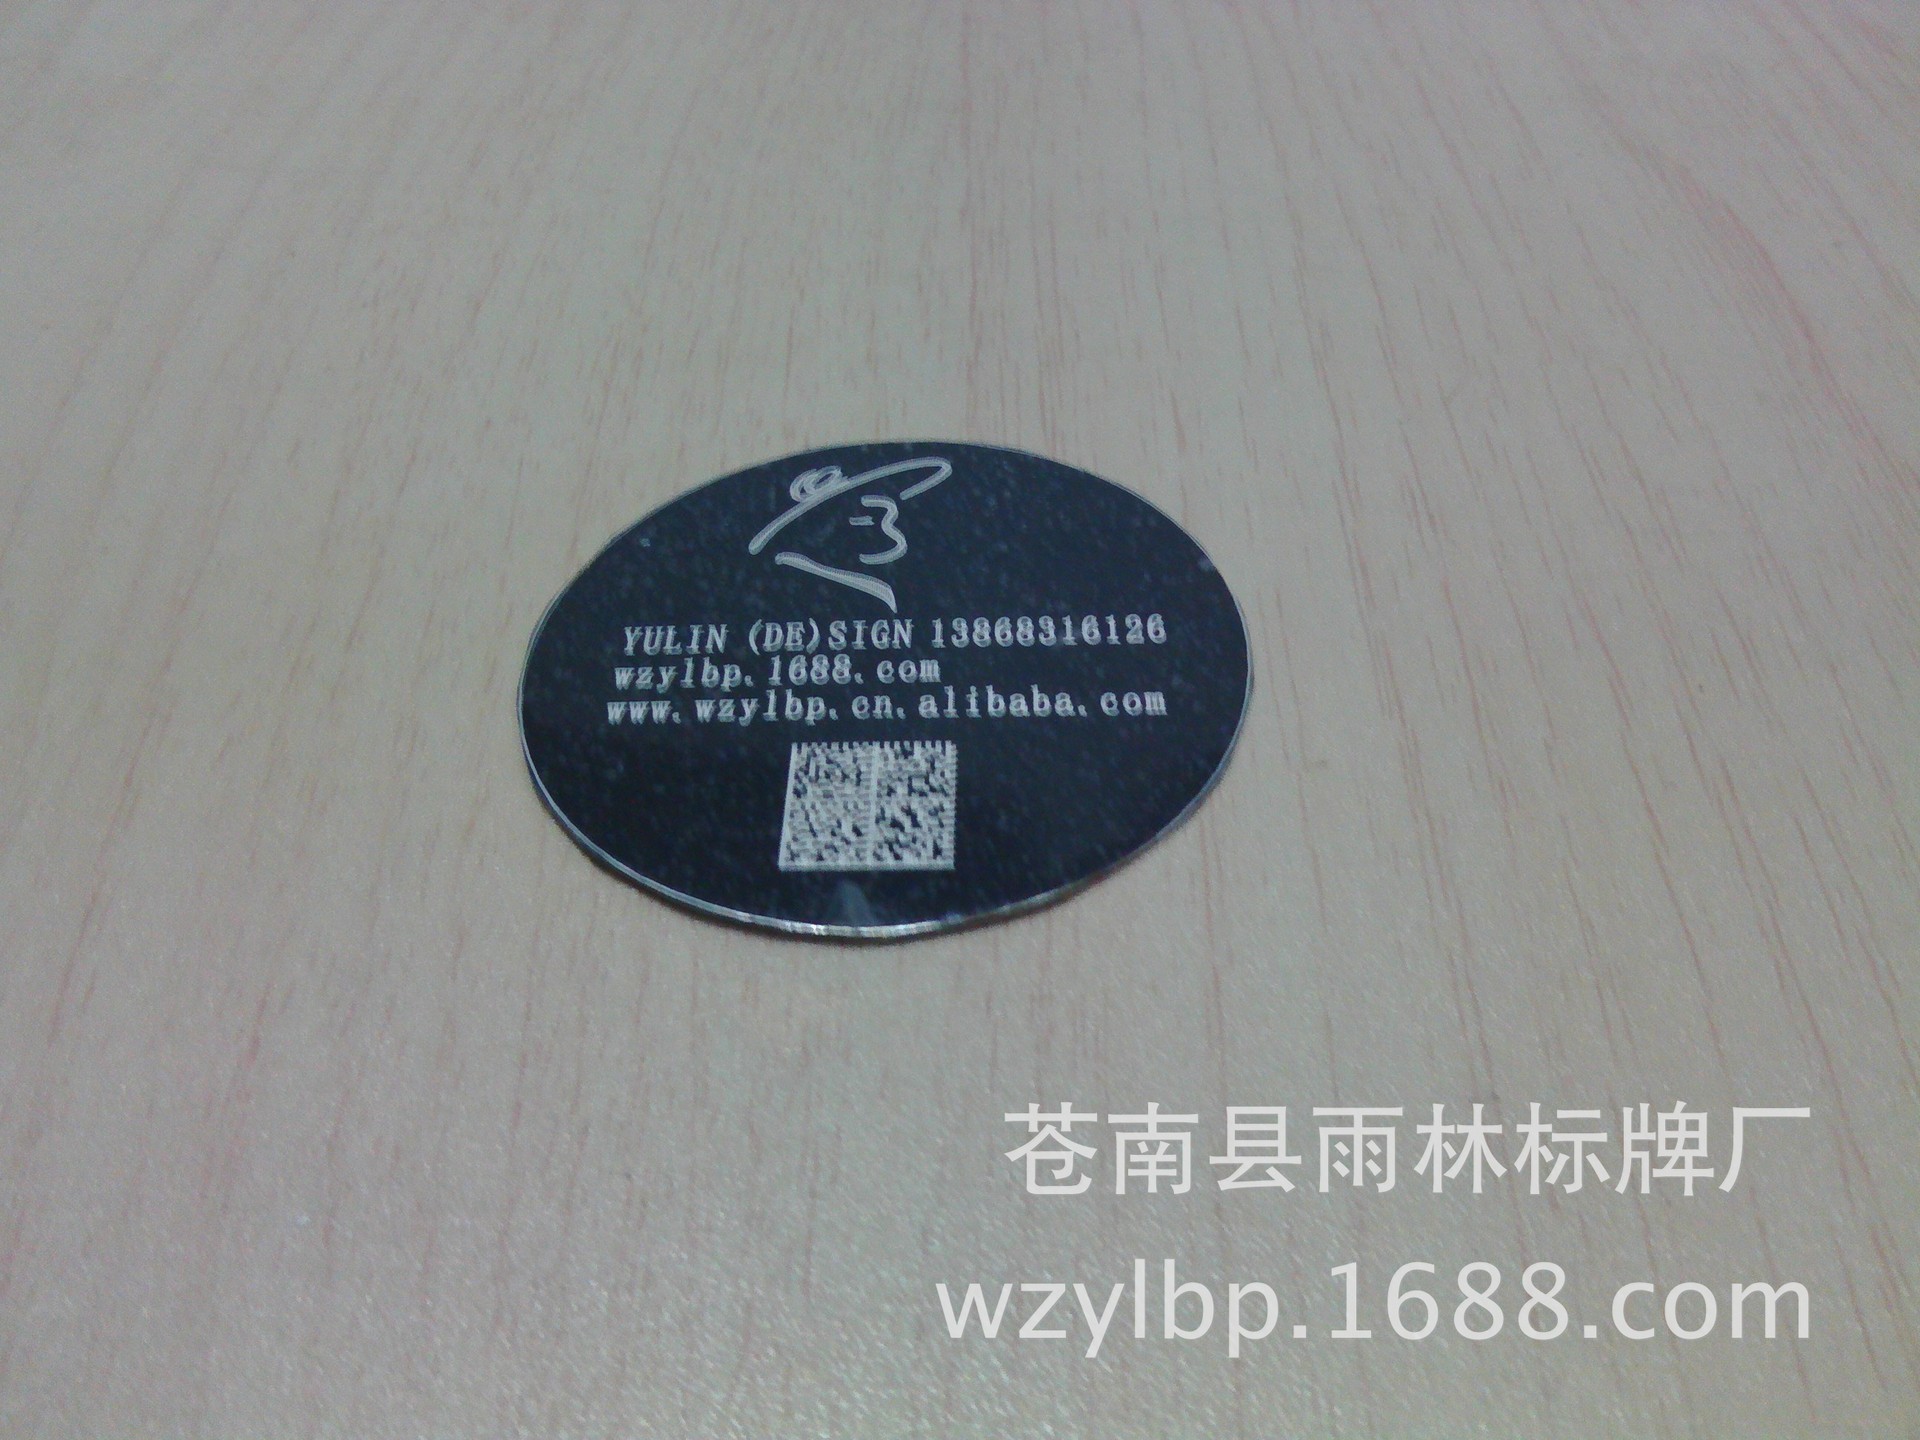 YULIN (DE)SIGN 13868316126
wzylbp.1688.com
www.wzylbp.cn.alibaba.com
苍南县雨林标牌厂
wzylbp.1688.com